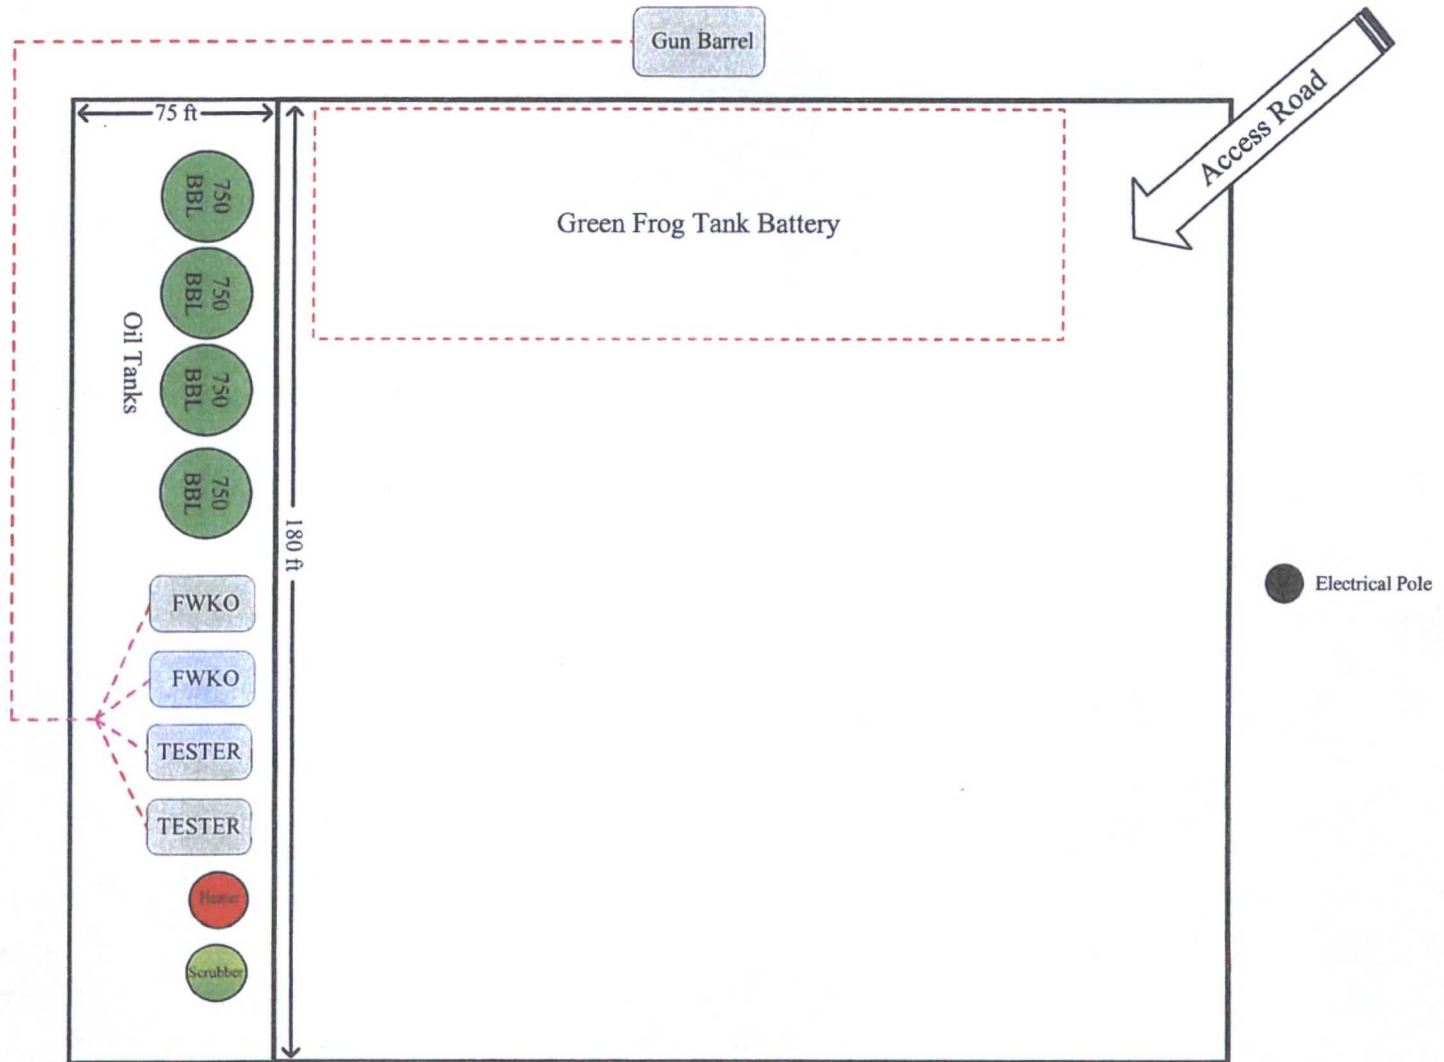 Gun Barrel
Access Road
75 ft
Green Frog Tank Battery
750
BBL
750
BBL
750
BBL
750
BBL
Oil Tanks
180 ft
Electrical Pole
FWKO
FWKO
TESTER
TESTER
Heater
Scrubber